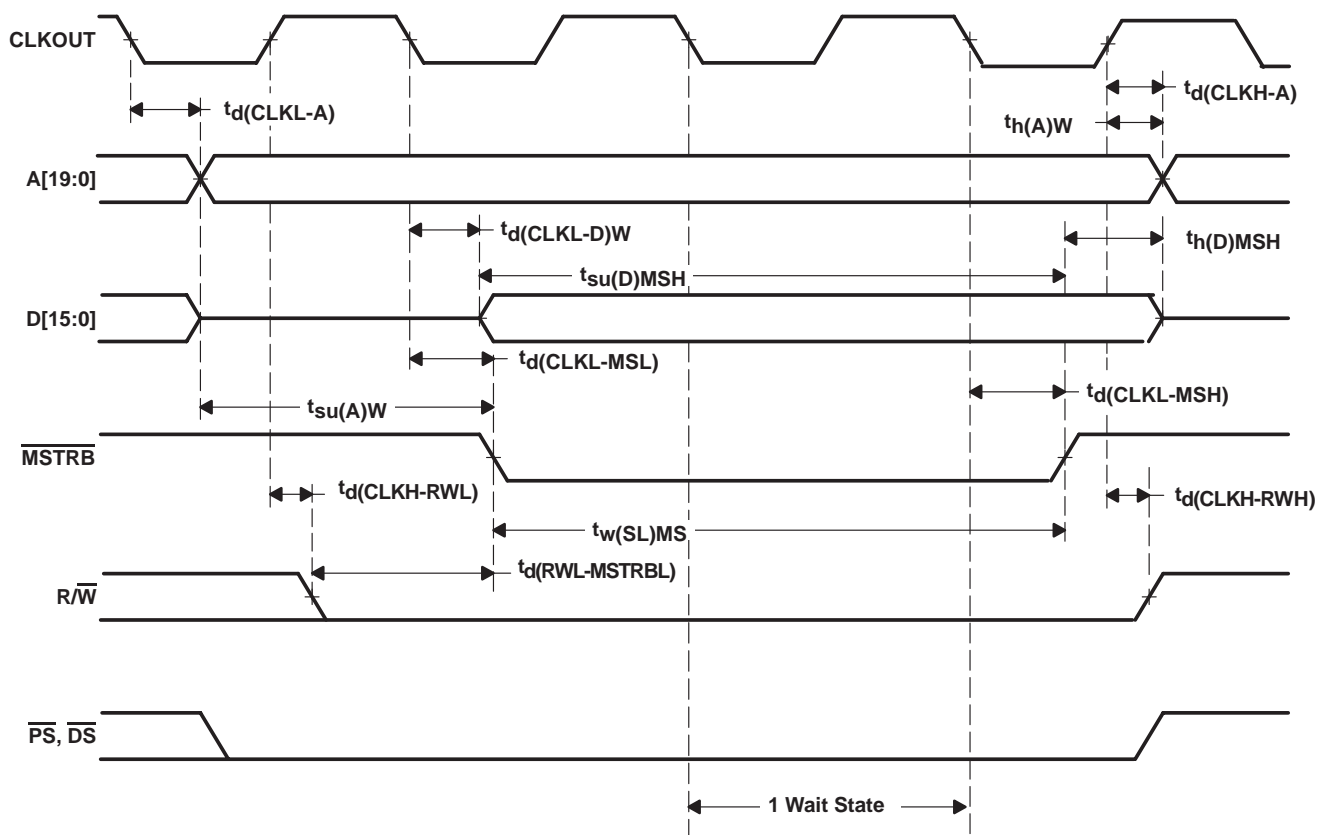 CLKOUT
td(CLKL-A)
td(CLKH-A)
th(A)W
A[19:0]
td(CLKL-D)W
th(D)MSH
tsu(D)MSH
D[15:0]
td(CLKL-MSL)
td(CLKL-MSH)
tsu(A)W
MSTRB
td(CLKH-RWL)
td(CLKH-RWH)
tw(SL)MS
td(RWL-MSTRBL)
R/W
PS, DS
1 Wait State